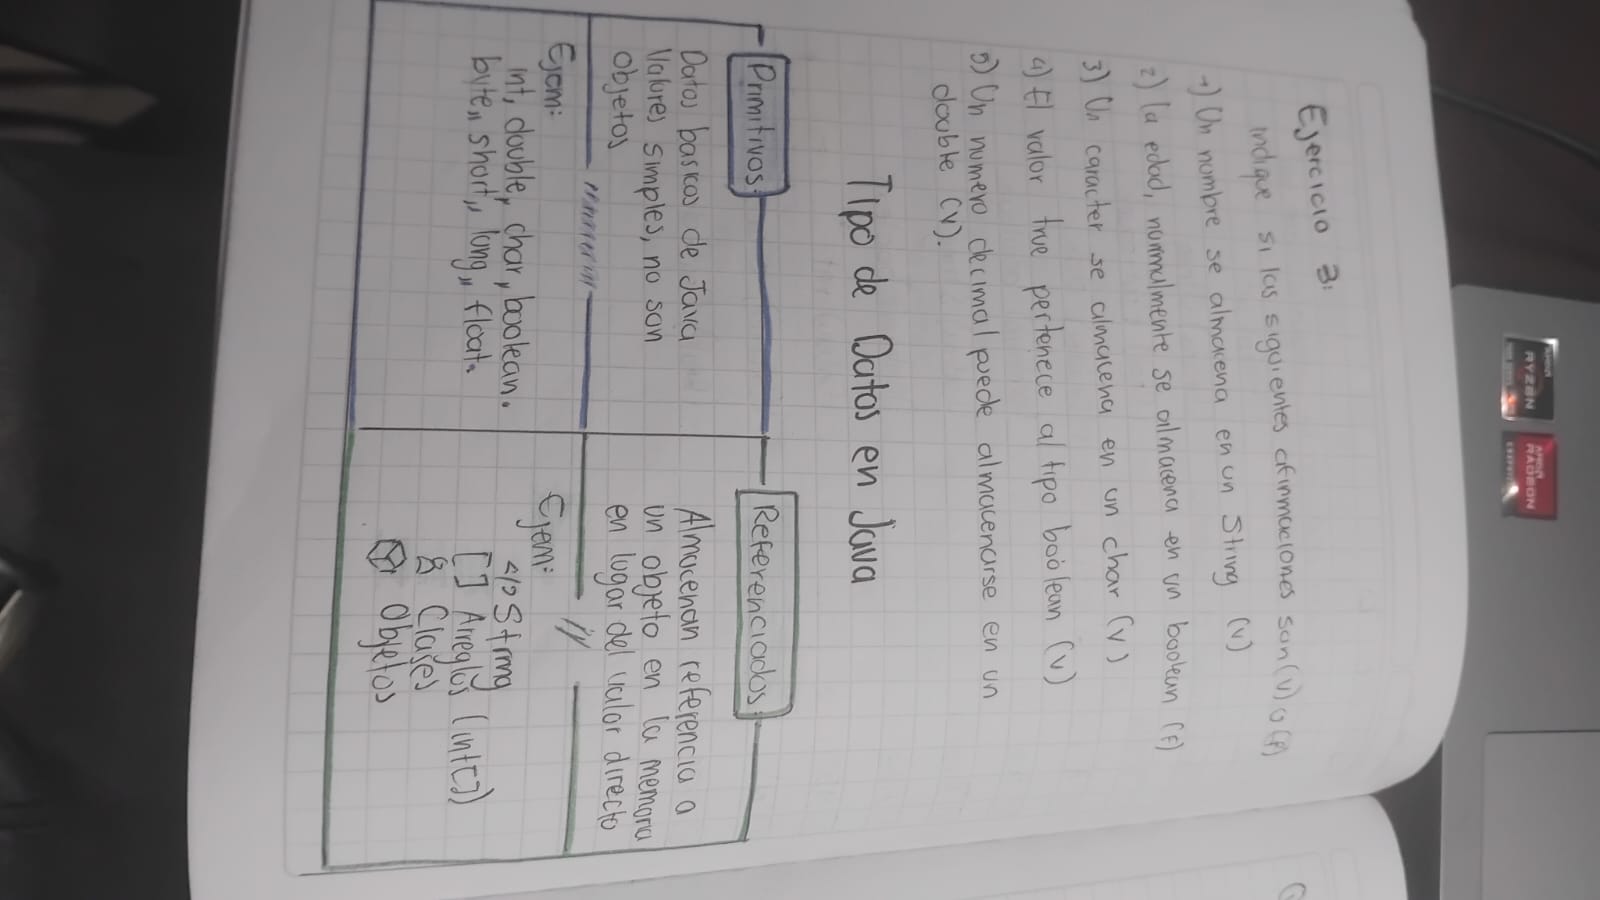 Ejercicio 3:
Indique si las siguientes afirmaciones son (V) o (F)
1) Un nombre se almacena en un String (V)
2) La edad, normalmente se almacena en un boolean (F)
3) Un caracter se almacena en un char (V)
4) El valor true pertenece al tipo boolean (V)
5) Un numero decimal puede almacenarse en un
double (V).
Tipo de Datos en Java
Primitivos:
Datos basicos de Java
Valores simples, no son
objetos
Ejem:
int, double, char, boolean.
byte,, short,, long,, float.
Referenciados:
Almacenan referencia a
un objeto en la memoria
en lugar del valor directo
Ejem:
</> String
[ ] Arreglos (int[])
Clases
Objetos
AMD
RYZEN
AMD
RADEON
GRAPHICS